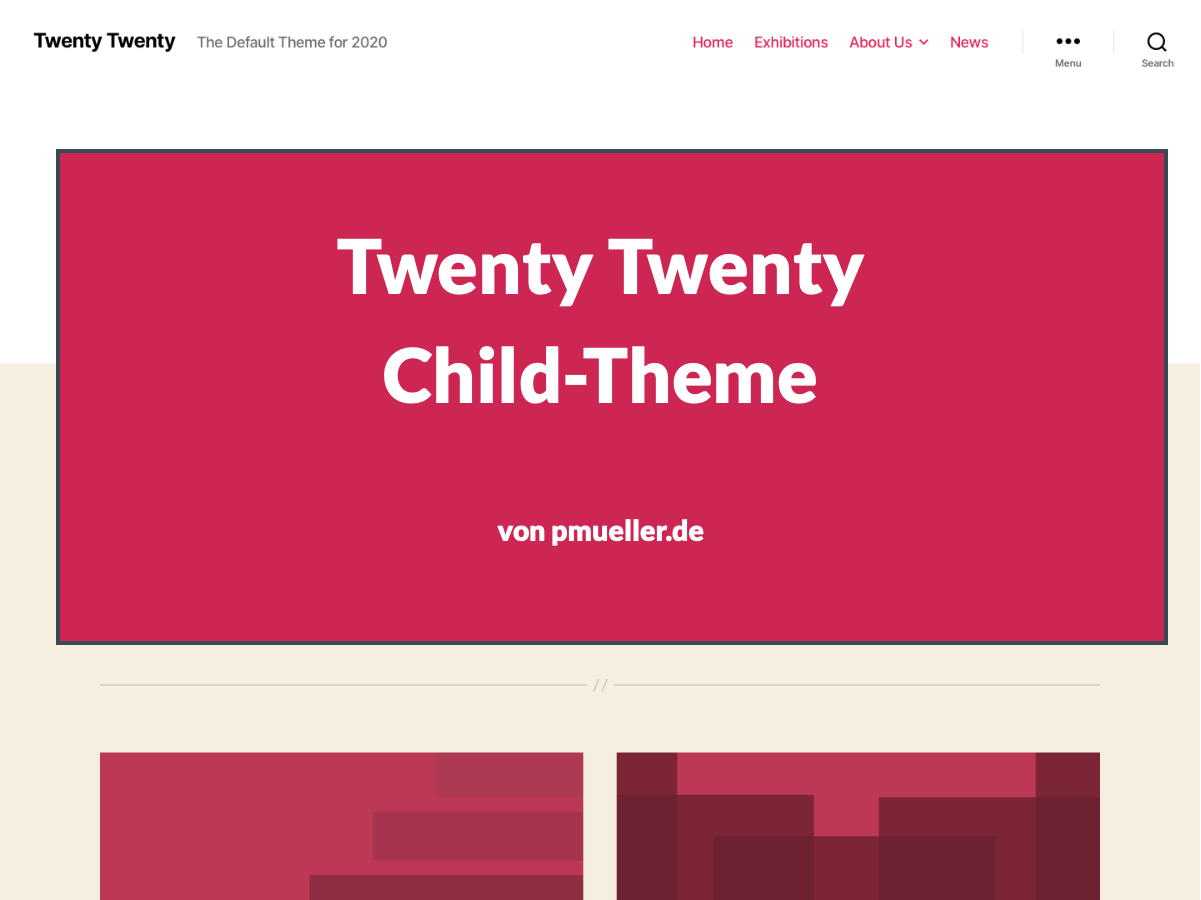 Twenty Twenty The Default Theme for 2020 Home Exhibitions About Us News
Menu Search
Twenty Twenty
Child-Theme
von pmueller.de
//